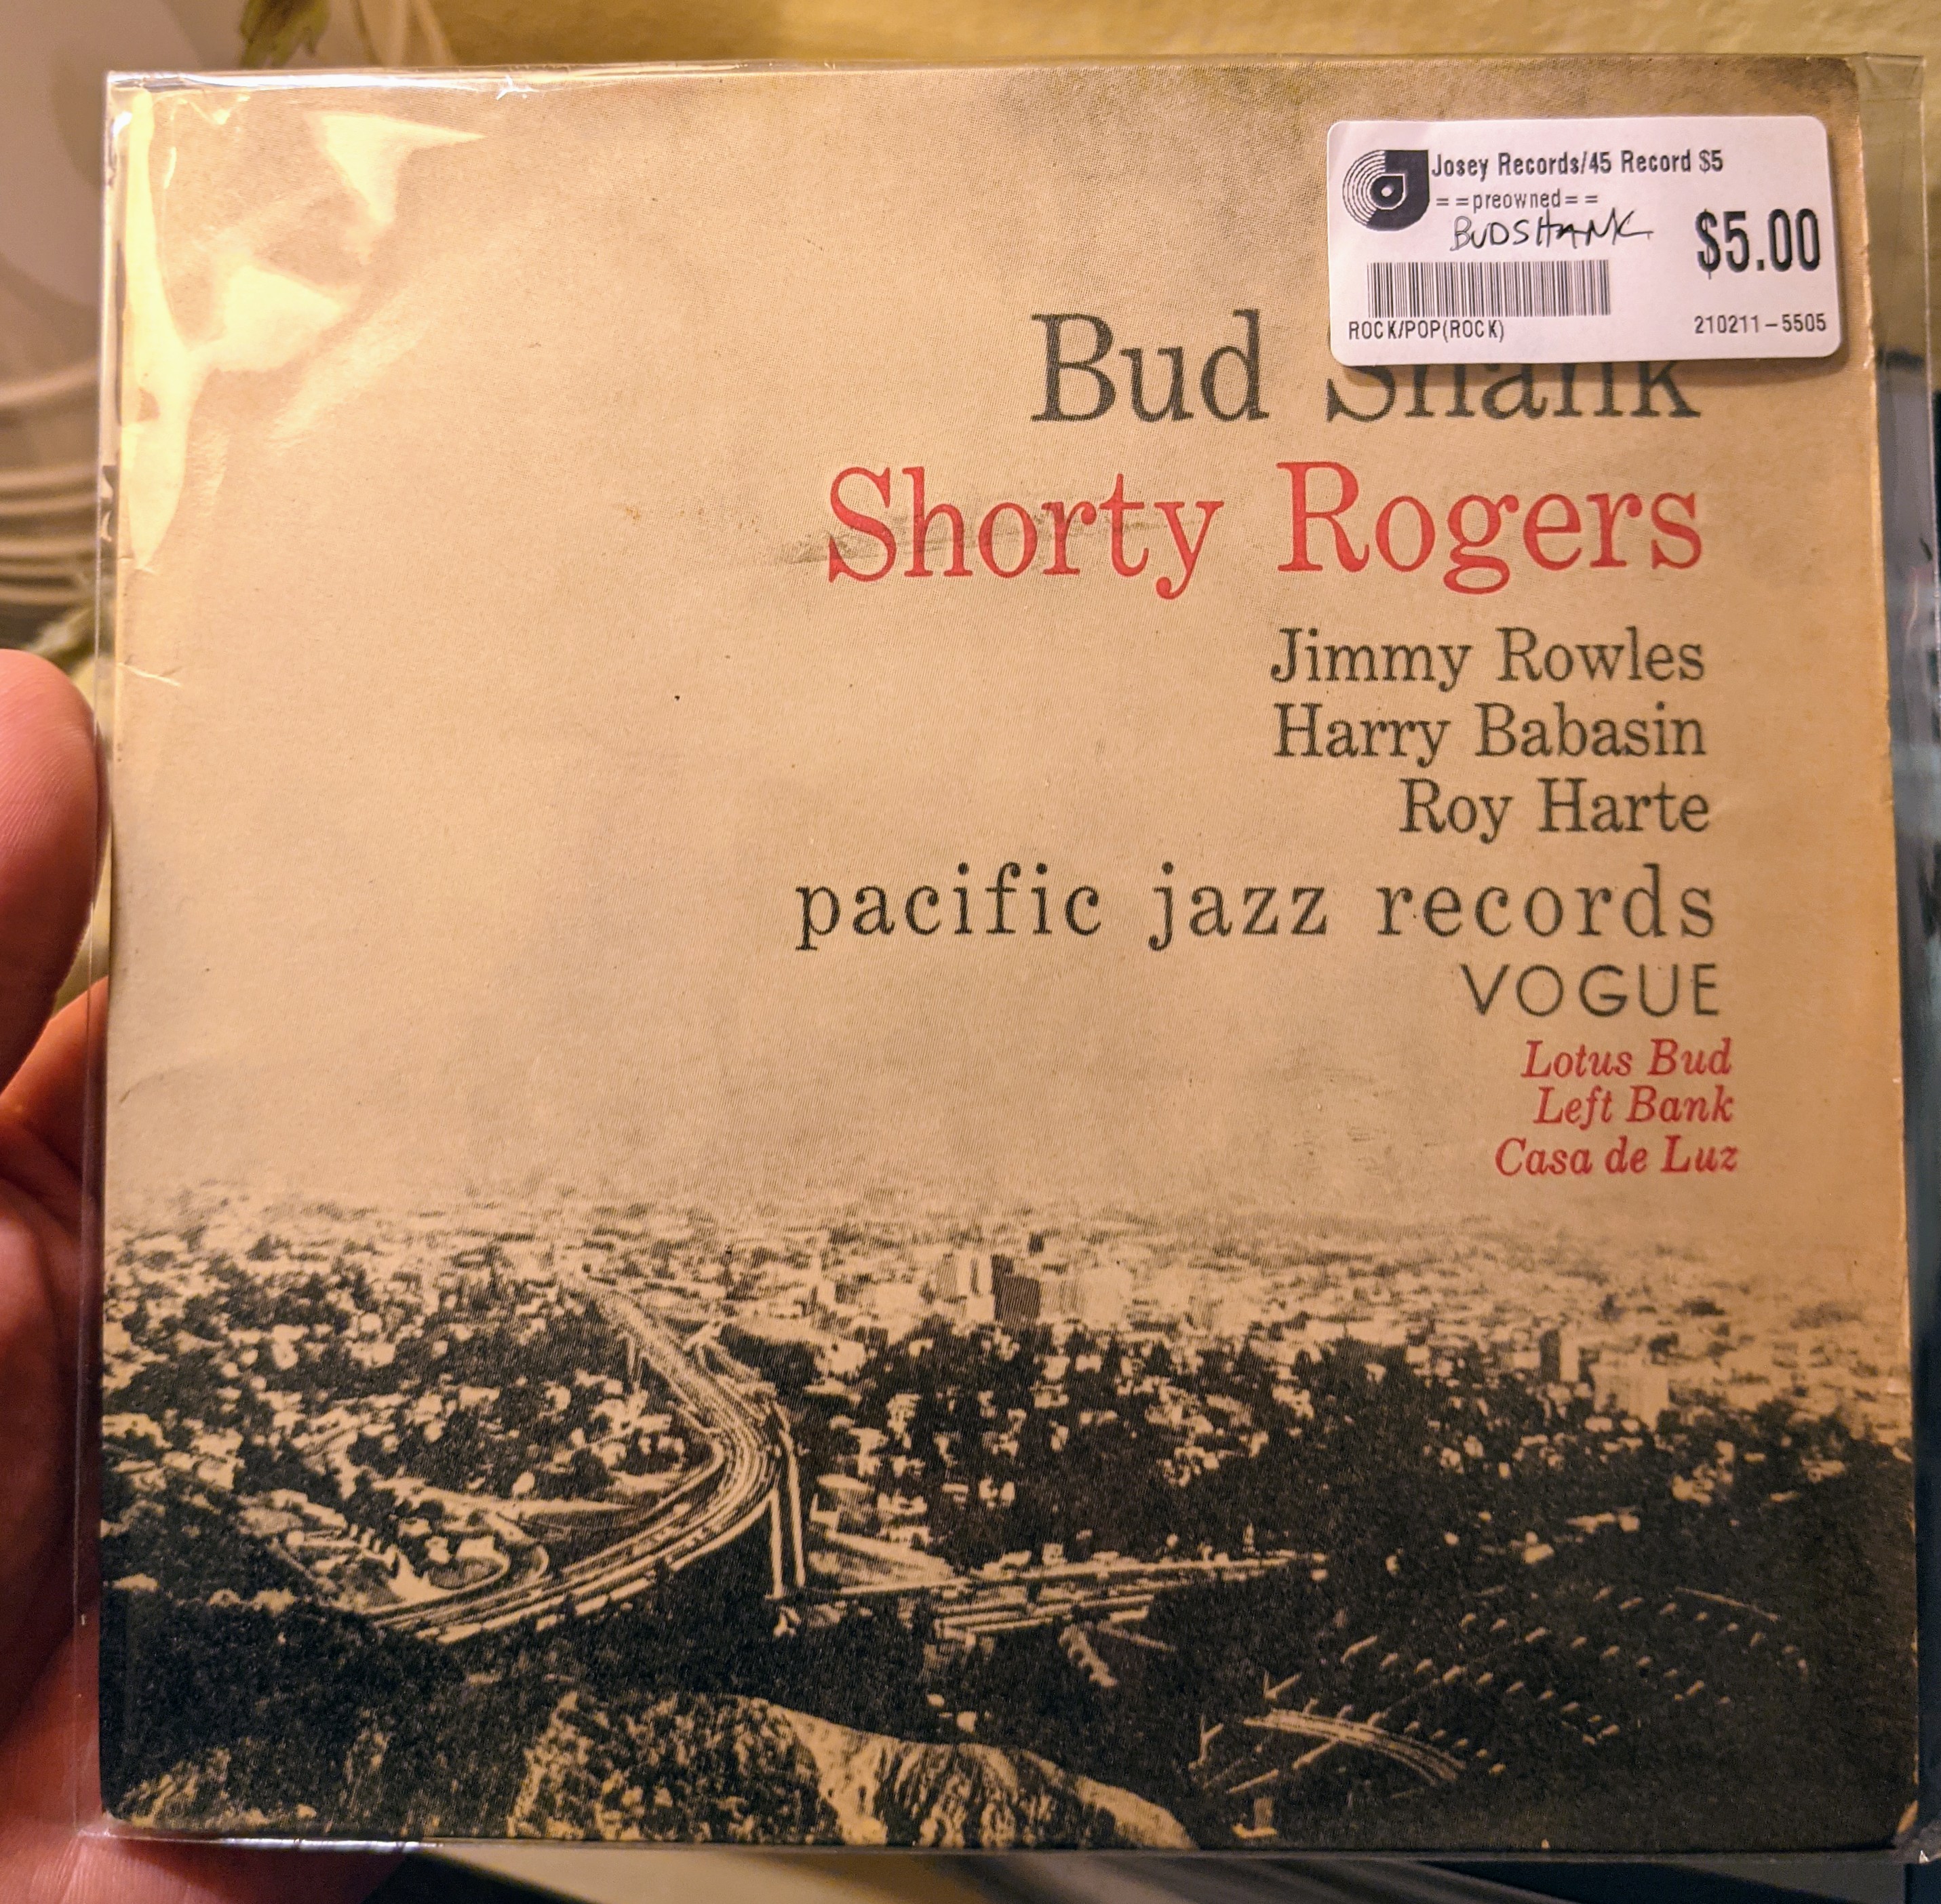 Josey Records/45 Record $5
==preowned==
BUDSHANK
$5.00
ROCK/POP(ROCK)
210211-5505
Bud Shank
Shorty Rogers
Jimmy Rowles
Harry Babasin
Roy Harte
pacific jazz records
VOGUE
Lotus Bud
Left Bank
Casa de Luz